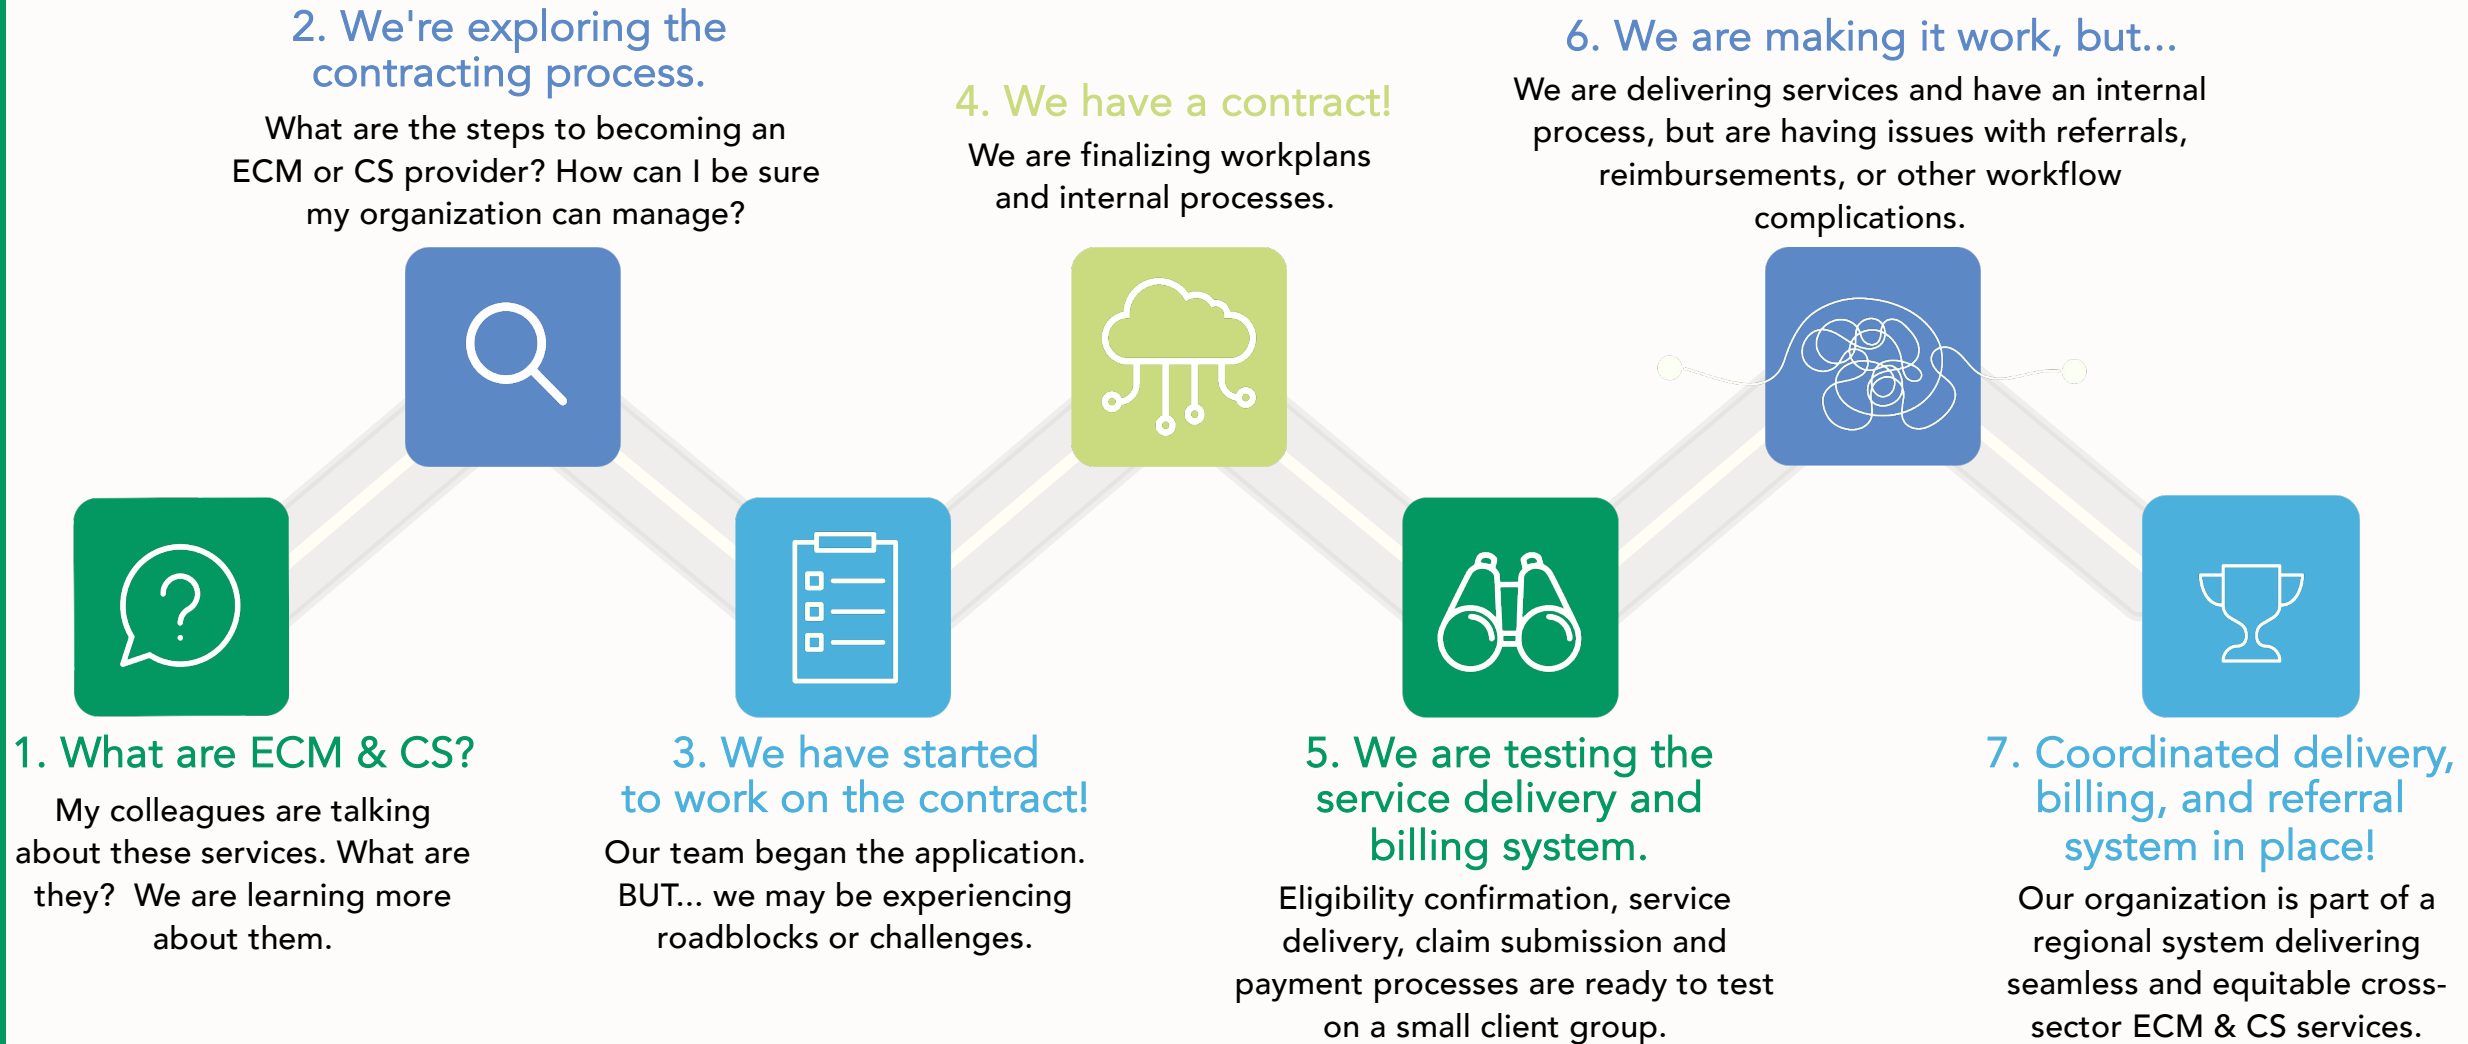 2. We're exploring the
contracting process.
What are the steps to becoming an
ECM or CS provider? How can I be sure
my organization can manage?
4. We have a contract!
We are finalizing workplans
and internal processes.
6. We are making it work, but...
We are delivering services and have an internal
process, but are having issues with referrals,
reimbursements, or other workflow
complications.
1. What are ECM & CS?
My colleagues are talking
about these services. What are
they?  We are learning more
about them.
3. We have started
to work on the contract!
Our team began the application.
BUT... we may be experiencing
roadblocks or challenges.
5. We are testing the
service delivery and
billing system.
Eligibility confirmation, service
delivery, claim submission and
payment processes are ready to test
on a small client group.
7. Coordinated delivery,
billing, and referral
system in place!
Our organization is part of a
regional system delivering
seamless and equitable cross-
sector ECM & CS services.